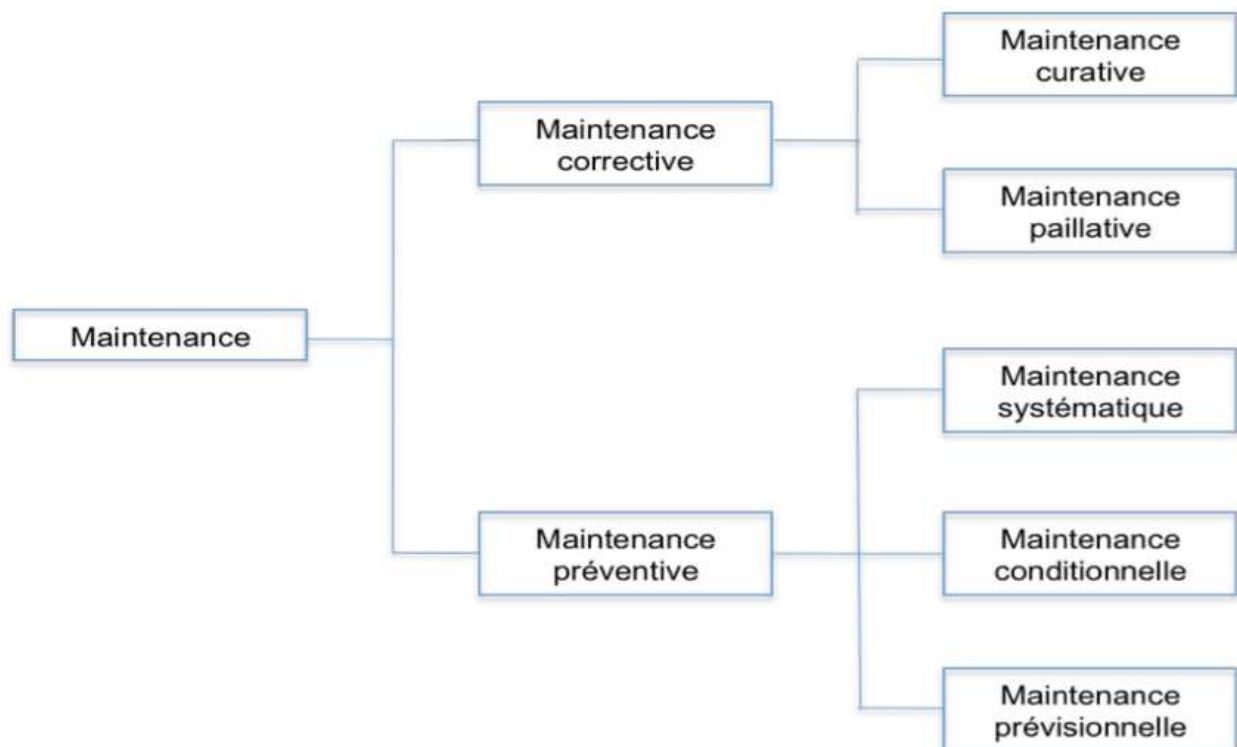 Maintenance
curative
Maintenance
corrective
Maintenance
paillative
Maintenance
Maintenance
systématique
Maintenance
préventive
Maintenance
conditionnelle
Maintenance
prévisionnelle